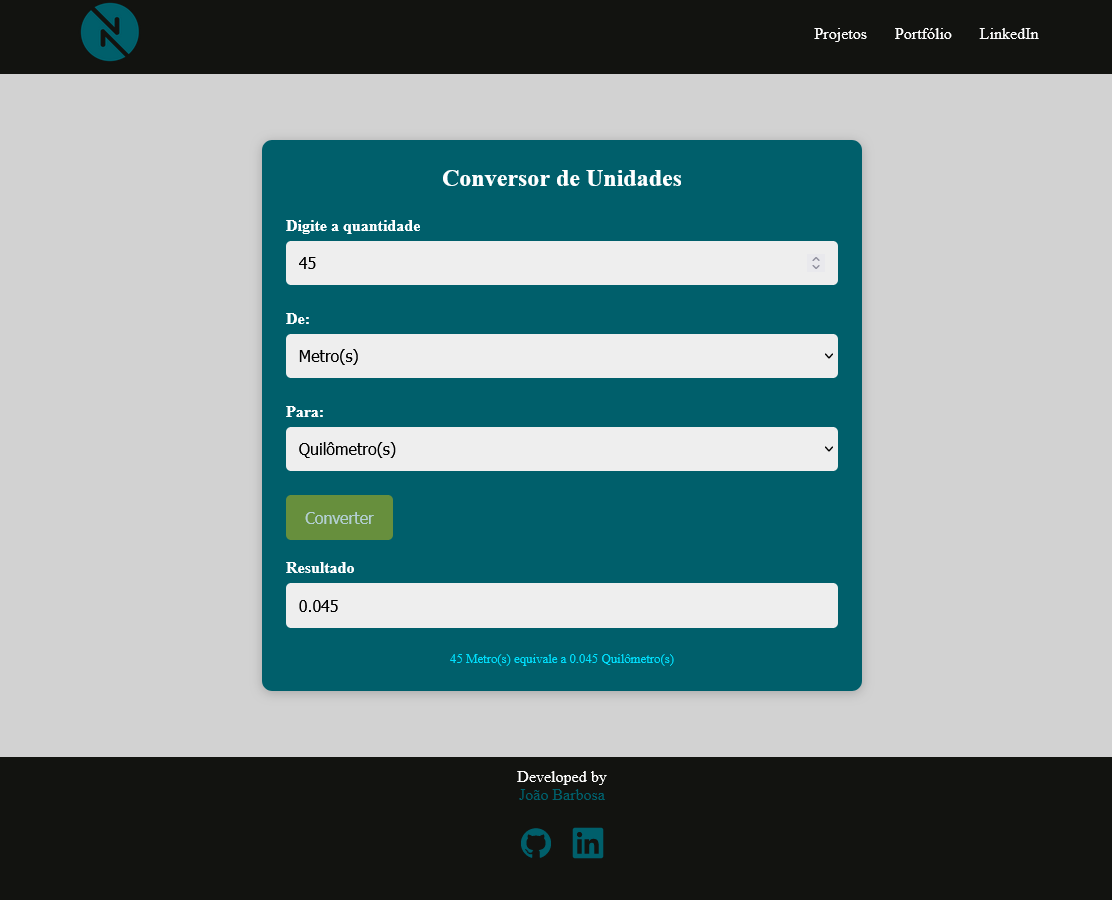 Projetos Portfólio LinkedIn
Conversor de Unidades
Digite a quantidade
45
De:
Metro(s)
Para:
Quilômetro(s)
Converter
Resultado
0.045
45 Metro(s) equivale a 0.045 Quilômetro(s)
Developed by
João Barbosa
in